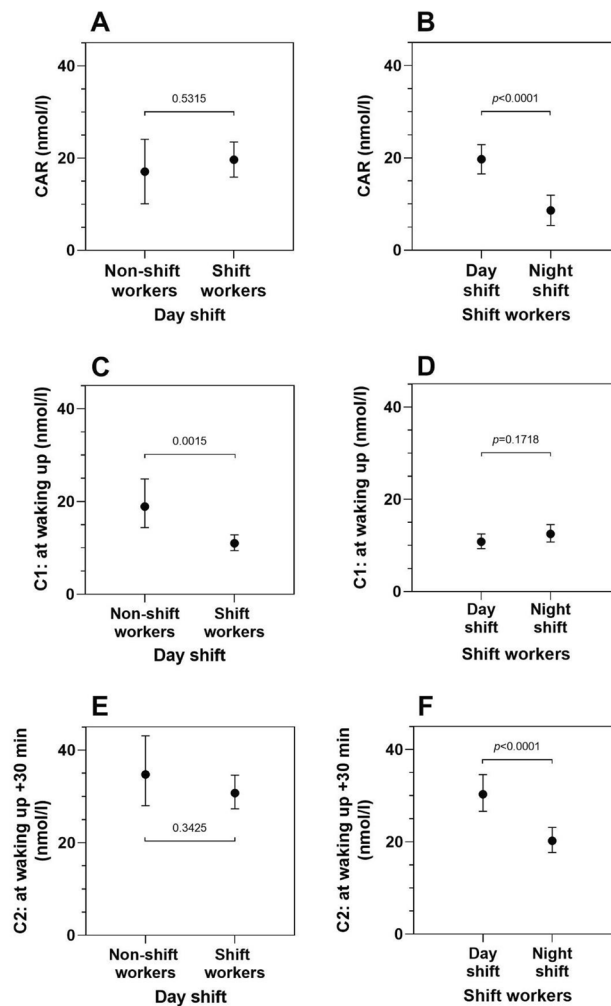 A
CAR (nmol/l)
40
20
0
0.5315
Non-shift
workers
Shift
workers
Day shift
B
CAR (nmol/l)
40
20
0
p<0.0001
Day
shift
Night
shift
Shift workers
C
C1: at waking up (nmol/l)
40
20
0
0.0015
Non-shift
workers
Shift
workers
Day shift
D
C1: at waking up (nmol/l)
40
20
0
p=0.1718
Day
shift
Night
shift
Shift workers
E
C2: at waking up +30 min
(nmol/l)
40
20
0
0.3425
Non-shift
workers
Shift
workers
Day shift
F
C2: at waking up +30 min
(nmol/l)
40
20
0
p<0.0001
Day
shift
Night
shift
Shift workers